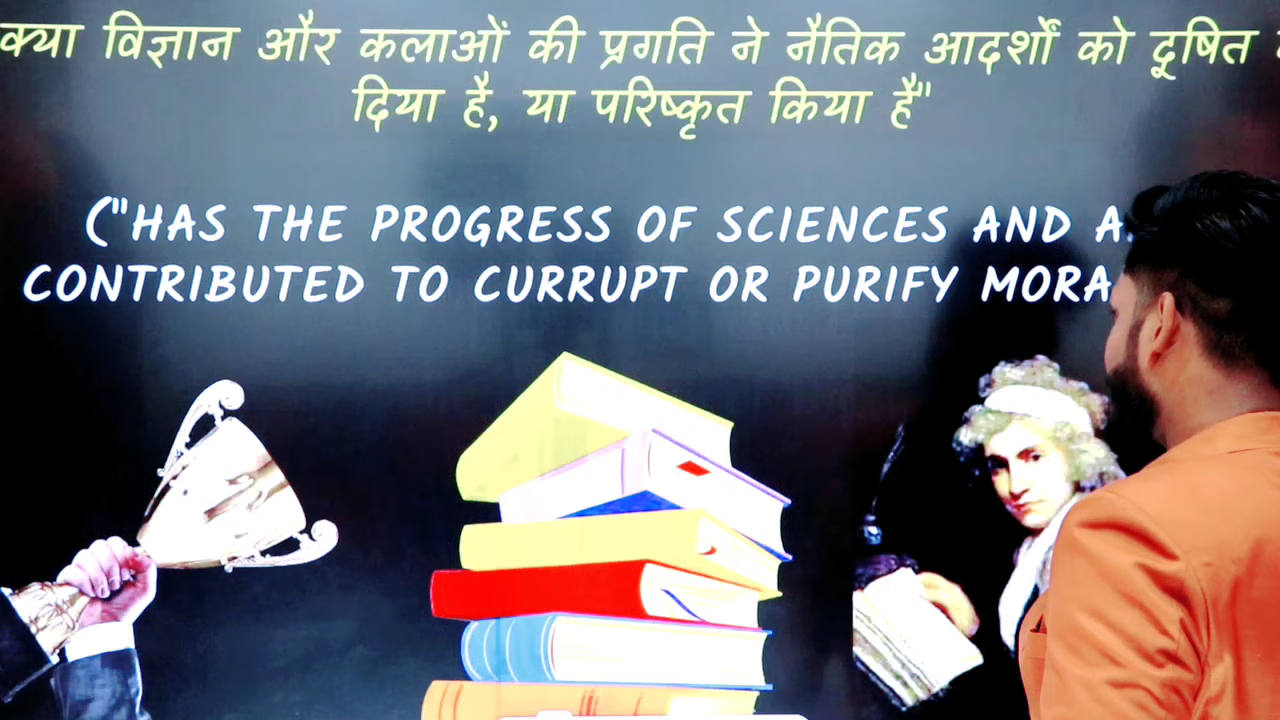 क्या विज्ञान और कलाओं की प्रगति ने नैतिक आदर्शों को दूषित
दिया है, या परिष्कृत किया है"
("HAS THE PROGRESS OF SCIENCES AND
CONTRIBUTED TO CURRUPT OR PURIFY